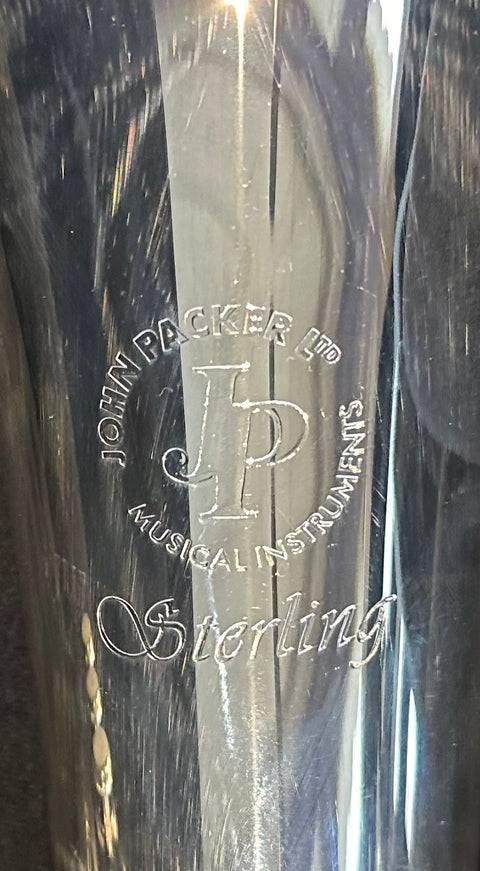 JOHN PACKER LTD
JP
MUSICAL INSTRUMENTS
Sterling